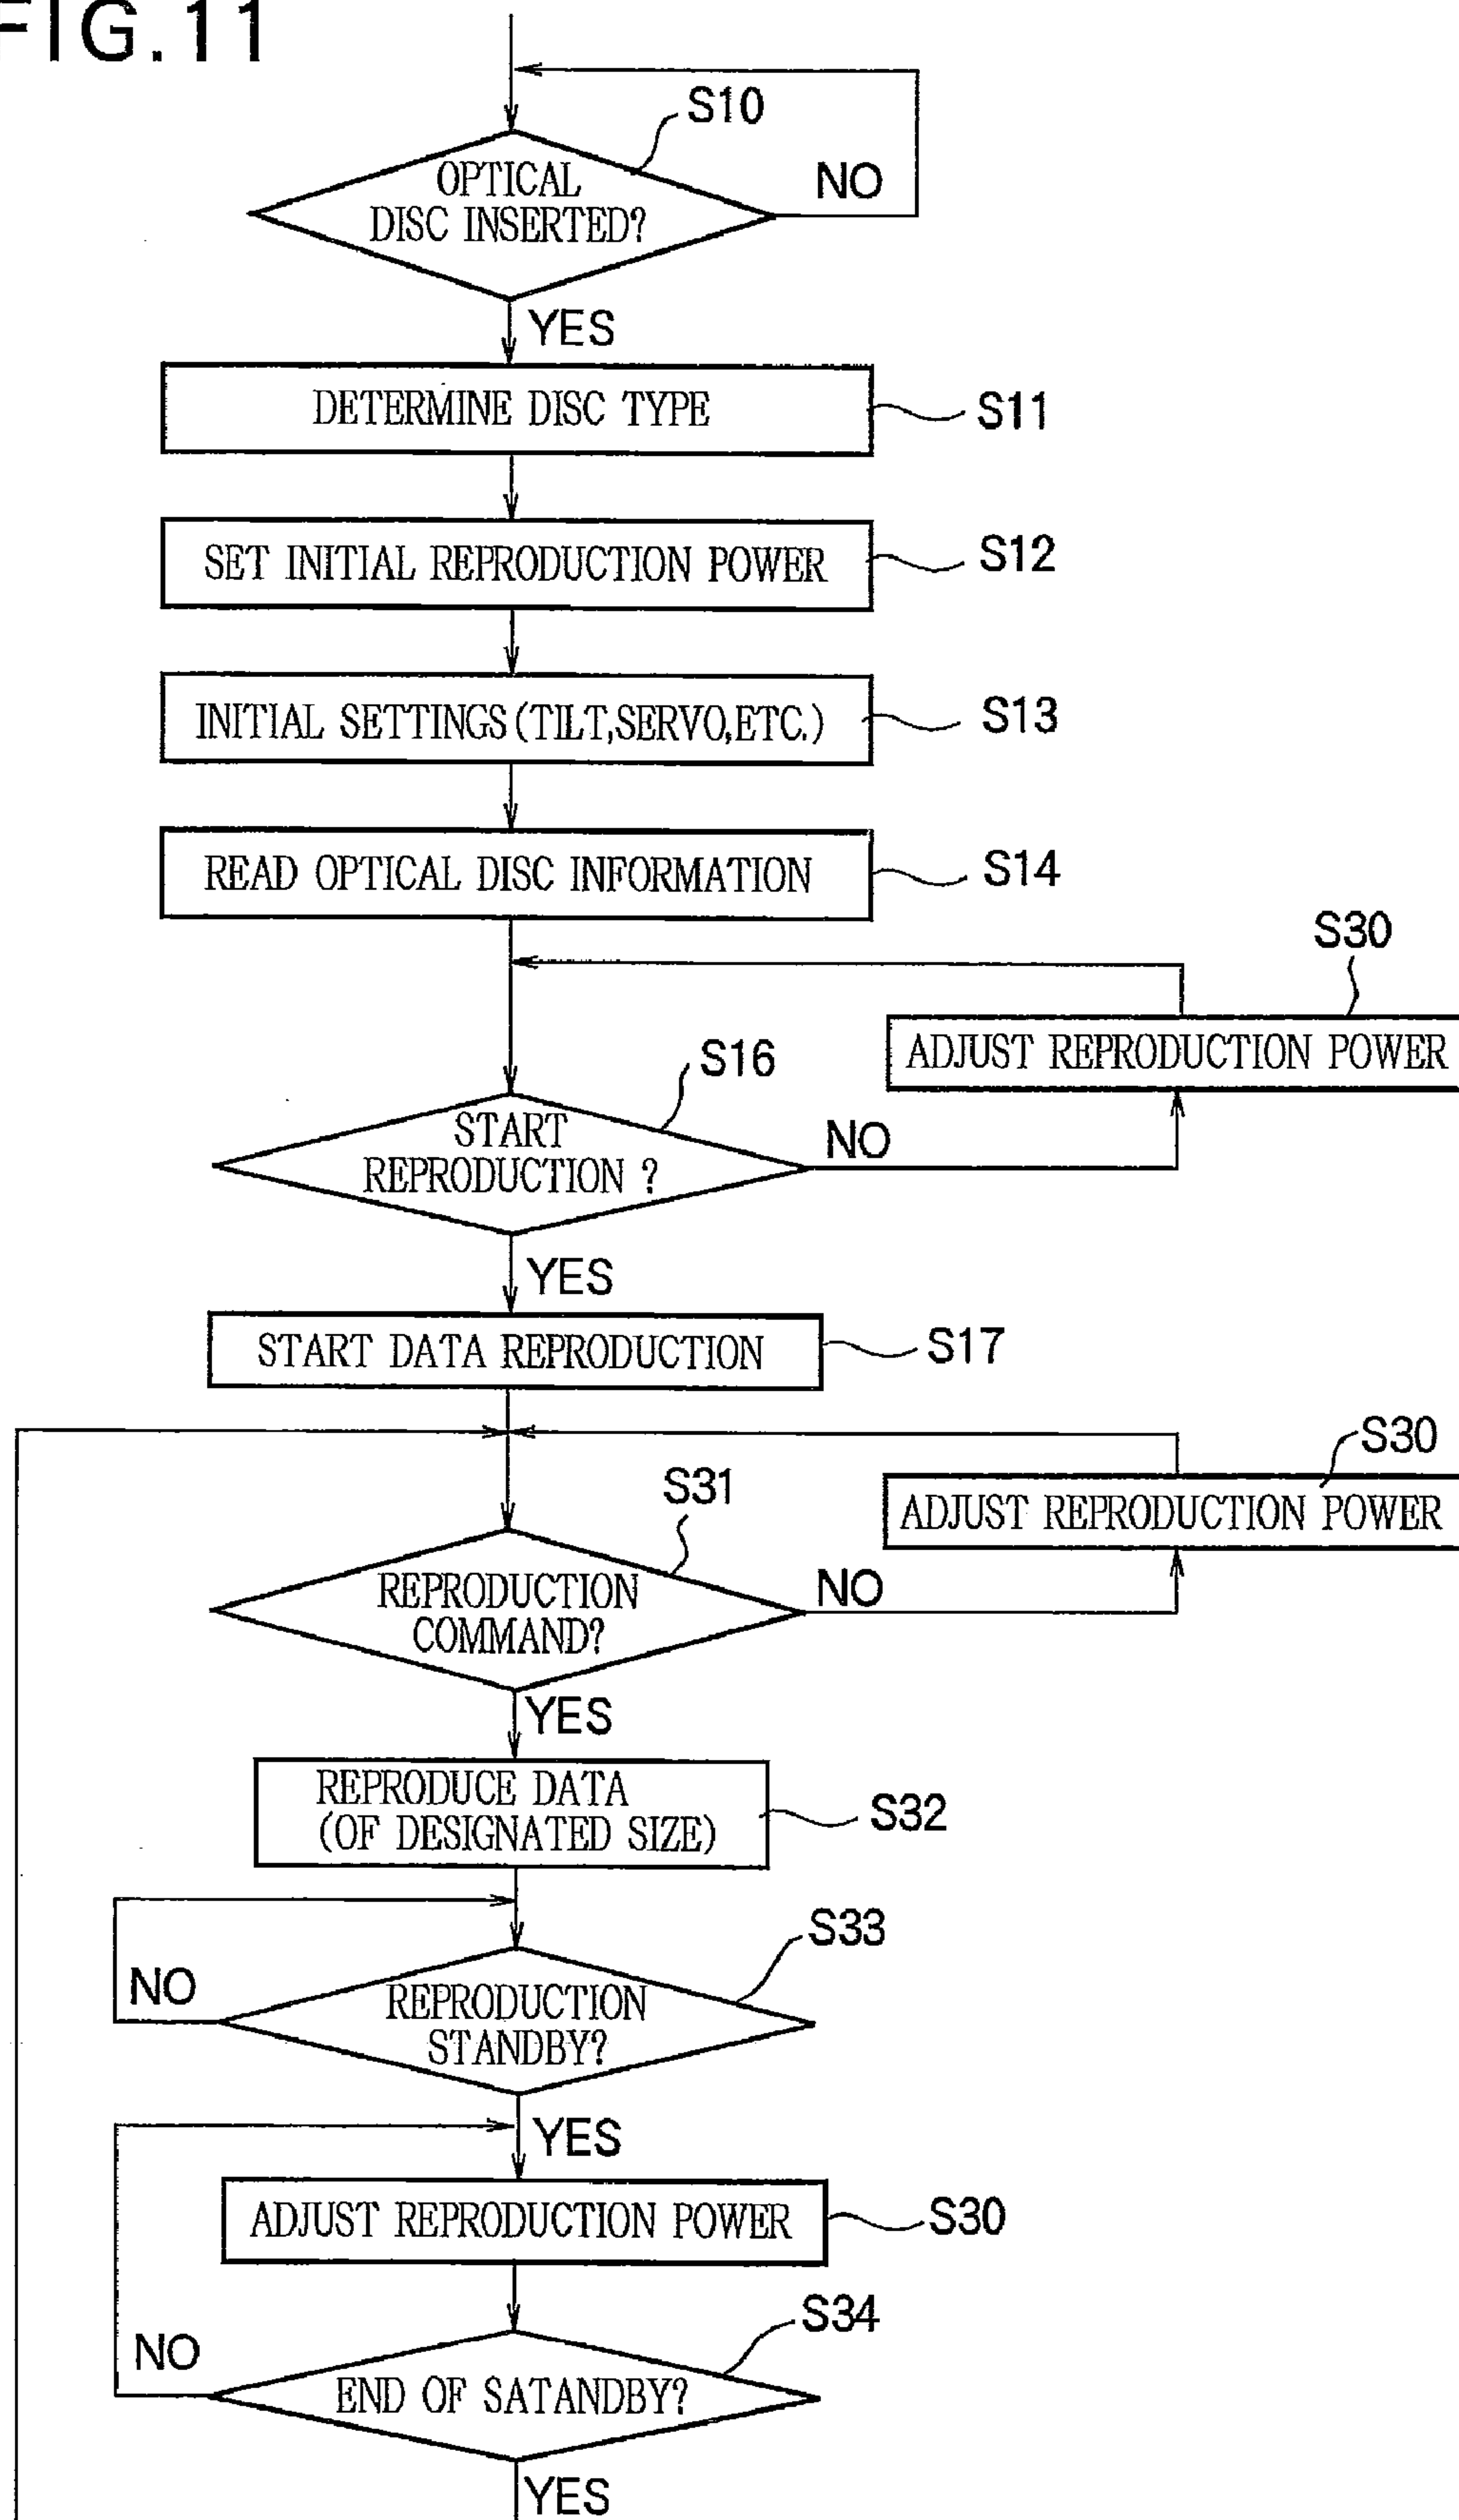 FIG.11
S10
OPTICAL
DISC INSERTED?
NO
YES
DETERMINE DISC TYPE
S11
SET INITIAL REPRODUCTION POWER
S12
INITIAL SETTINGS(TILT,SERVO,ETC.)
S13
READ OPTICAL DISC INFORMATION
S14
S30
ADJUST REPRODUCTION POWER
S16
START
REPRODUCTION ?
NO
YES
START DATA REPRODUCTION
S17
S30
ADJUST REPRODUCTION POWER
S31
REPRODUCTION
COMMAND?
NO
YES
REPRODUCE DATA
(OF DESIGNATED SIZE)
S32
S33
NO
REPRODUCTION
STANDBY?
YES
ADJUST REPRODUCTION POWER
S30
S34
NO
END OF SATANDBY?
YES